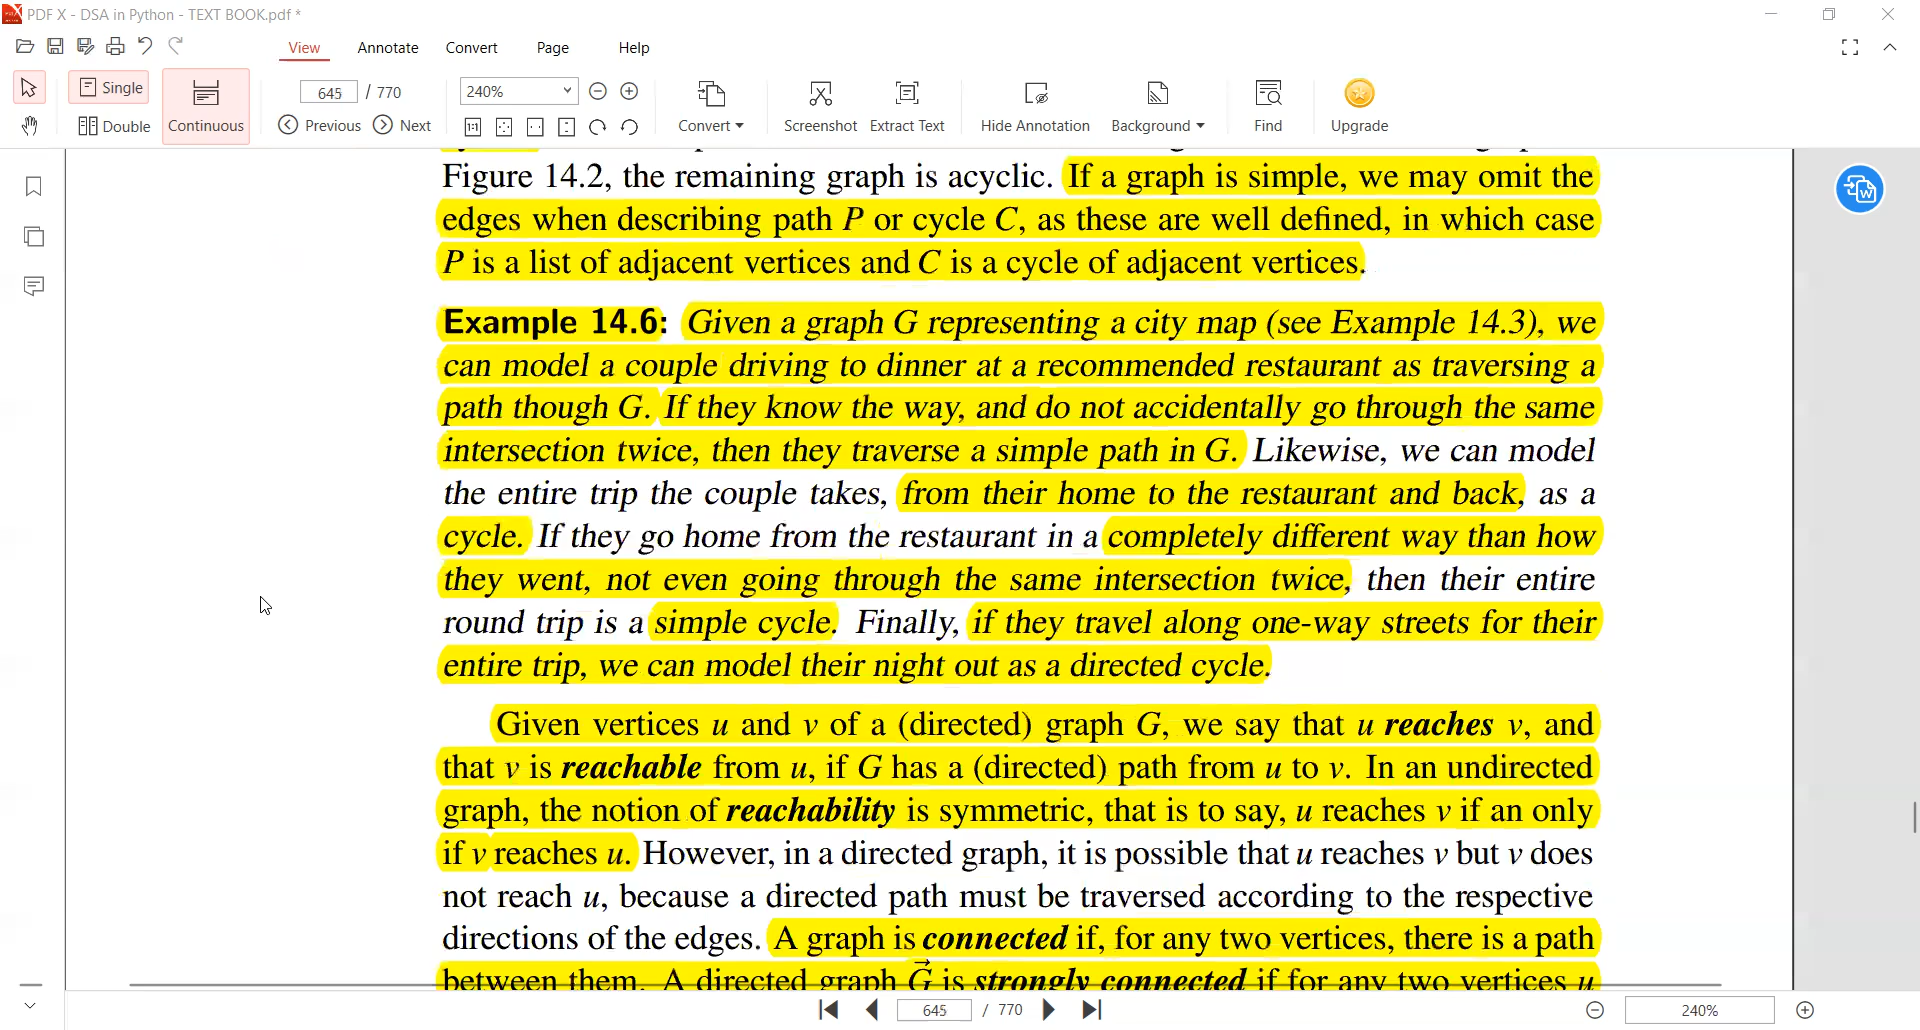 PDF X - DSA in Python - TEXT BOOK.pdf *
View Annotate Convert Page Help
Single
Double
Continuous
645 / 770
Previous Next
240%
Convert
Screenshot
Extract Text
Hide Annotation
Background
Find
Upgrade
Figure 14.2, the remaining graph is acyclic. If a graph is simple, we may omit the
edges when describing path P or cycle C, as these are well defined, in which case
P is a list of adjacent vertices and C is a cycle of adjacent vertices.
Example 14.6: Given a graph G representing a city map (see Example 14.3), we
can model a couple driving to dinner at a recommended restaurant as traversing a
path though G. If they know the way, and do not accidentally go through the same
intersection twice, then they traverse a simple path in G. Likewise, we can model
the entire trip the couple takes, from their home to the restaurant and back, as a
cycle. If they go home from the restaurant in a completely different way than how
they went, not even going through the same intersection twice, then their entire
round trip is a simple cycle. Finally, if they travel along one-way streets for their
entire trip, we can model their night out as a directed cycle.
Given vertices u and v of a (directed) graph G, we say that u reaches v, and
that v is reachable from u, if G has a (directed) path from u to v. In an undirected
graph, the notion of reachability is symmetric, that is to say, u reaches v if an only
if v reaches u. However, in a directed graph, it is possible that u reaches v but v does
not reach u, because a directed path must be traversed according to the respective
directions of the edges. A graph is connected if, for any two vertices, there is a path
between them. A directed graph G⃗ is strongly connected if for any two vertices u
645 / 770
240%